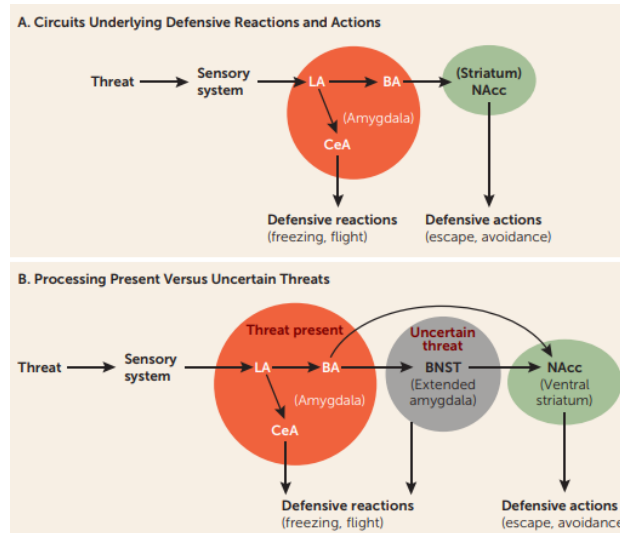 A. Circuits Underlying Defensive Reactions and Actions
Threat
Sensory
system
LA
BA
(Amygdala)
CeA
(Striatum)
NAcc
Defensive reactions
(freezing, flight)
Defensive actions
(escape, avoidance)
B. Processing Present Versus Uncertain Threats
Threat
Sensory
system
Threat present
LA
BA
(Amygdala)
CeA
Uncertain
threat
BNST
(Extended
amygdala)
NAcc
(Ventral
striatum)
Defensive reactions
(freezing, flight)
Defensive actions
(escape, avoidance